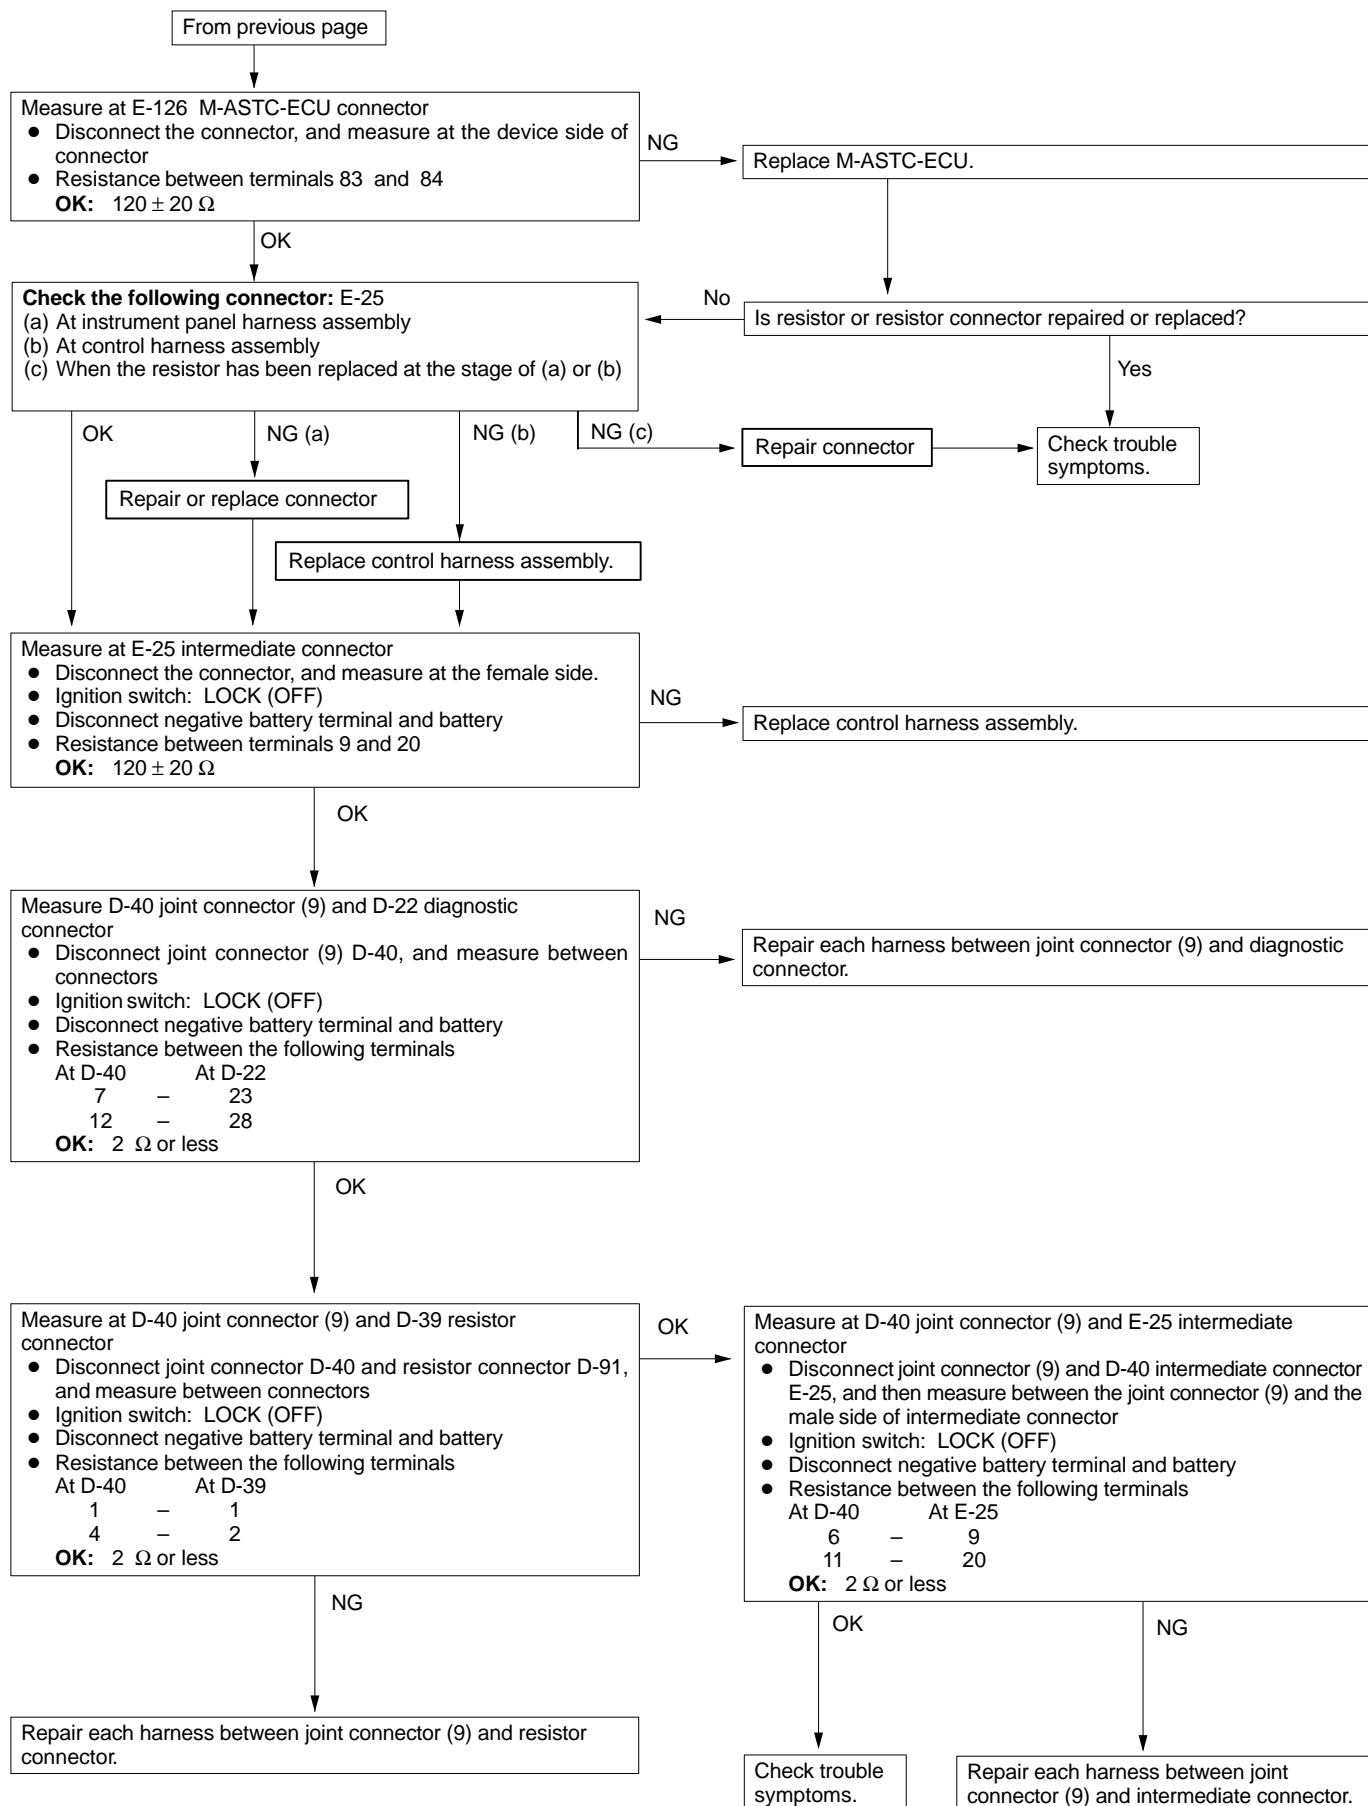 From previous page
Measure at E-126 M-ASTC-ECU connector
● Disconnect the connector, and measure at the device side of
connector
● Resistance between terminals 83 and 84
OK: 120 ± 20 Ω
NG
Replace M-ASTC-ECU.
OK
Check the following connector: E-25
(a) At instrument panel harness assembly
(b) At control harness assembly
(c) When the resistor has been replaced at the stage of (a) or (b)
No
Is resistor or resistor connector repaired or replaced?
Yes
OK
NG (a)
NG (b)
NG (c)
Repair connector
Check trouble
symptoms.
Repair or replace connector
Replace control harness assembly.
Measure at E-25 intermediate connector
● Disconnect the connector, and measure at the female side.
● Ignition switch: LOCK (OFF)
● Disconnect negative battery terminal and battery
● Resistance between terminals 9 and 20
OK: 120 ± 20 Ω
NG
Replace control harness assembly.
OK
Measure D-40 joint connector (9) and D-22 diagnostic
connector
● Disconnect joint connector (9) D-40, and measure between
connectors
● Ignition switch: LOCK (OFF)
● Disconnect negative battery terminal and battery
● Resistance between the following terminals
At D-40 At D-22
7 – 23
12 – 28
OK: 2 Ω or less
NG
Repair each harness between joint connector (9) and diagnostic
connector.
OK
Measure at D-40 joint connector (9) and D-39 resistor
connector
● Disconnect joint connector D-40 and resistor connector D-91,
and measure between connectors
● Ignition switch: LOCK (OFF)
● Disconnect negative battery terminal and battery
● Resistance between the following terminals
At D-40 At D-39
1 – 1
4 – 2
OK: 2 Ω or less
OK
Measure at D-40 joint connector (9) and E-25 intermediate
connector
● Disconnect joint connector (9) and D-40 intermediate connector
E-25, and then measure between the joint connector (9) and the
male side of intermediate connector
● Ignition switch: LOCK (OFF)
● Disconnect negative battery terminal and battery
● Resistance between the following terminals
At D-40 At E-25
6 – 9
11 – 20
OK: 2 Ω or less
NG
OK
NG
Repair each harness between joint connector (9) and resistor
connector.
Check trouble
symptoms.
Repair each harness between joint
connector (9) and intermediate connector.